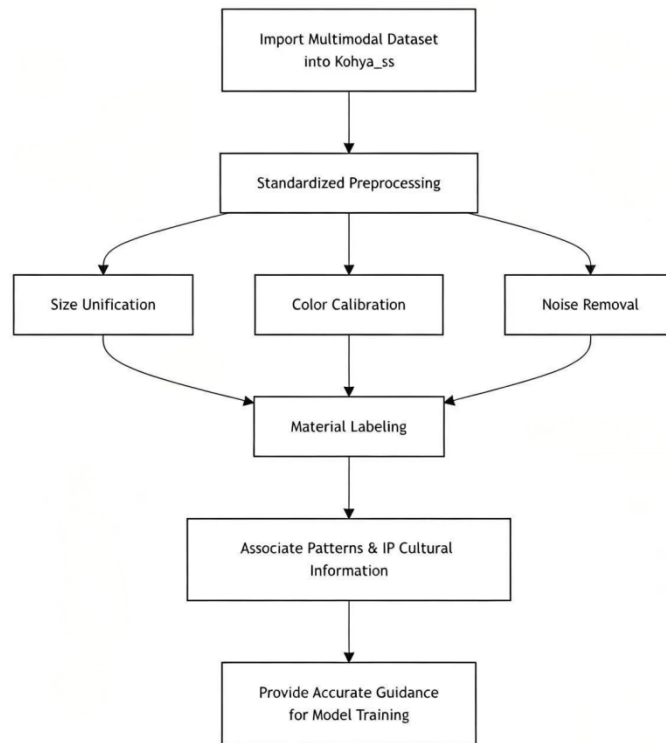 Import Multimodal Dataset
into Kohya_ss
Standardized Preprocessing
Size Unification
Color Calibration
Noise Removal
Material Labeling
Associate Patterns & IP Cultural
Information
Provide Accurate Guidance
for Model Training